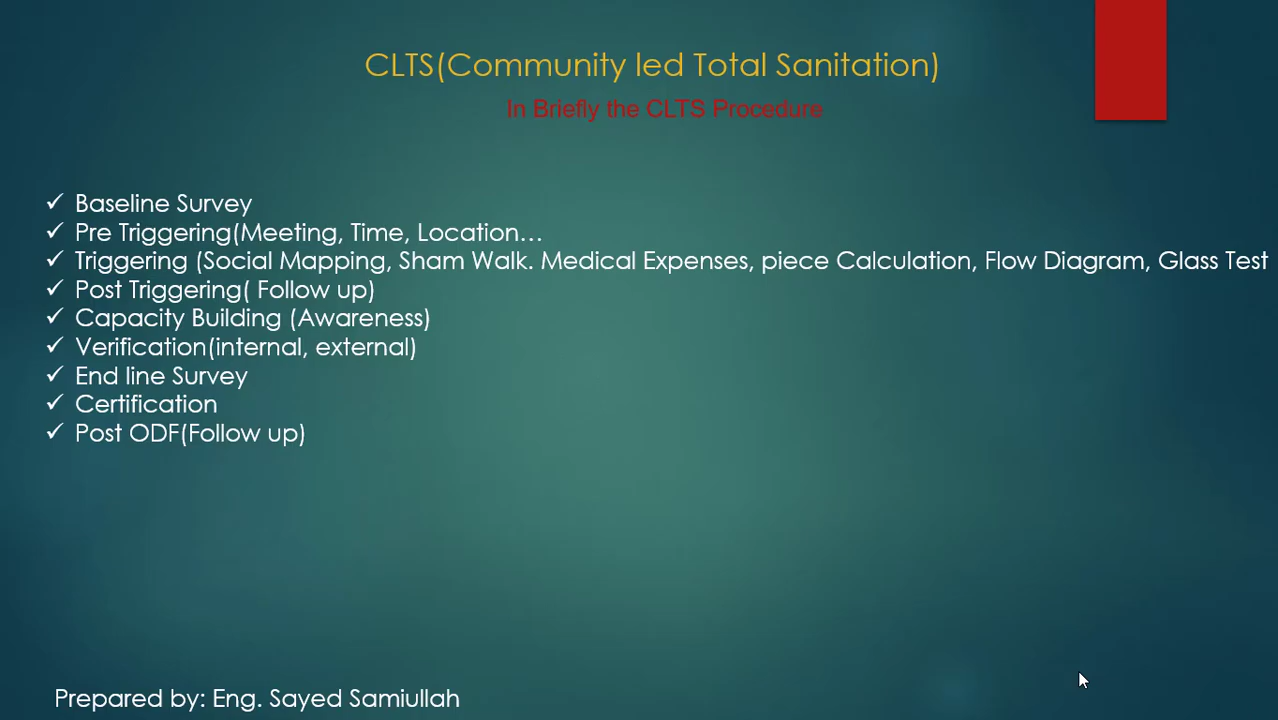 CLTS(Community led Total Sanitation)
In Briefly the CLTS Procedure
✓ Baseline Survey
✓ Pre Triggering(Meeting, Time, Location…
✓ Triggering (Social Mapping, Sham Walk. Medical Expenses, piece Calculation, Flow Diagram, Glass Test
✓ Post Triggering( Follow up)
✓ Capacity Building (Awareness)
✓ Verification(internal, external)
✓ End line Survey
✓ Certification
✓ Post ODF(Follow up)
Prepared by: Eng. Sayed Samiullah